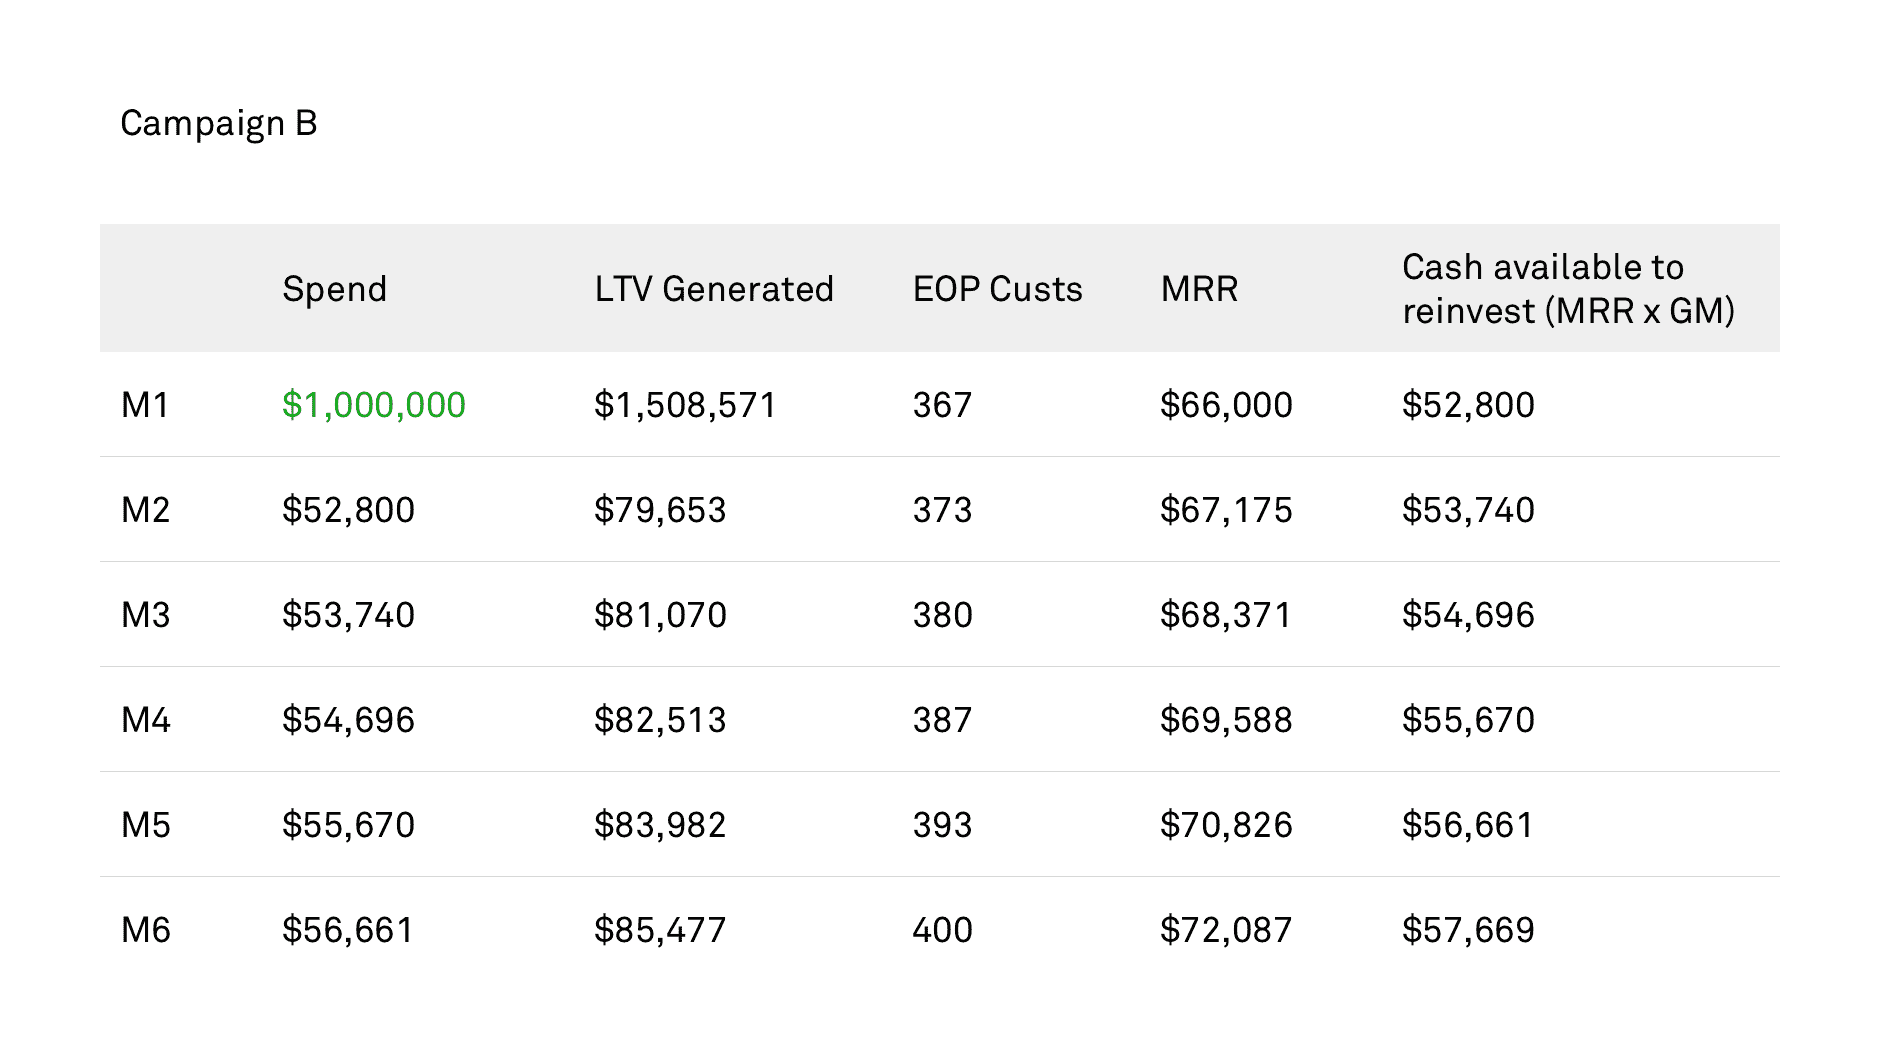 Campaign B
Spend LTV Generated EOP Custs MRR Cash available to
reinvest (MRR x GM)
M1 $1,000,000 $1,508,571 367 $66,000 $52,800
M2 $52,800 $79,653 373 $67,175 $53,740
M3 $53,740 $81,070 380 $68,371 $54,696
M4 $54,696 $82,513 387 $69,588 $55,670
M5 $55,670 $83,982 393 $70,826 $56,661
M6 $56,661 $85,477 400 $72,087 $57,669